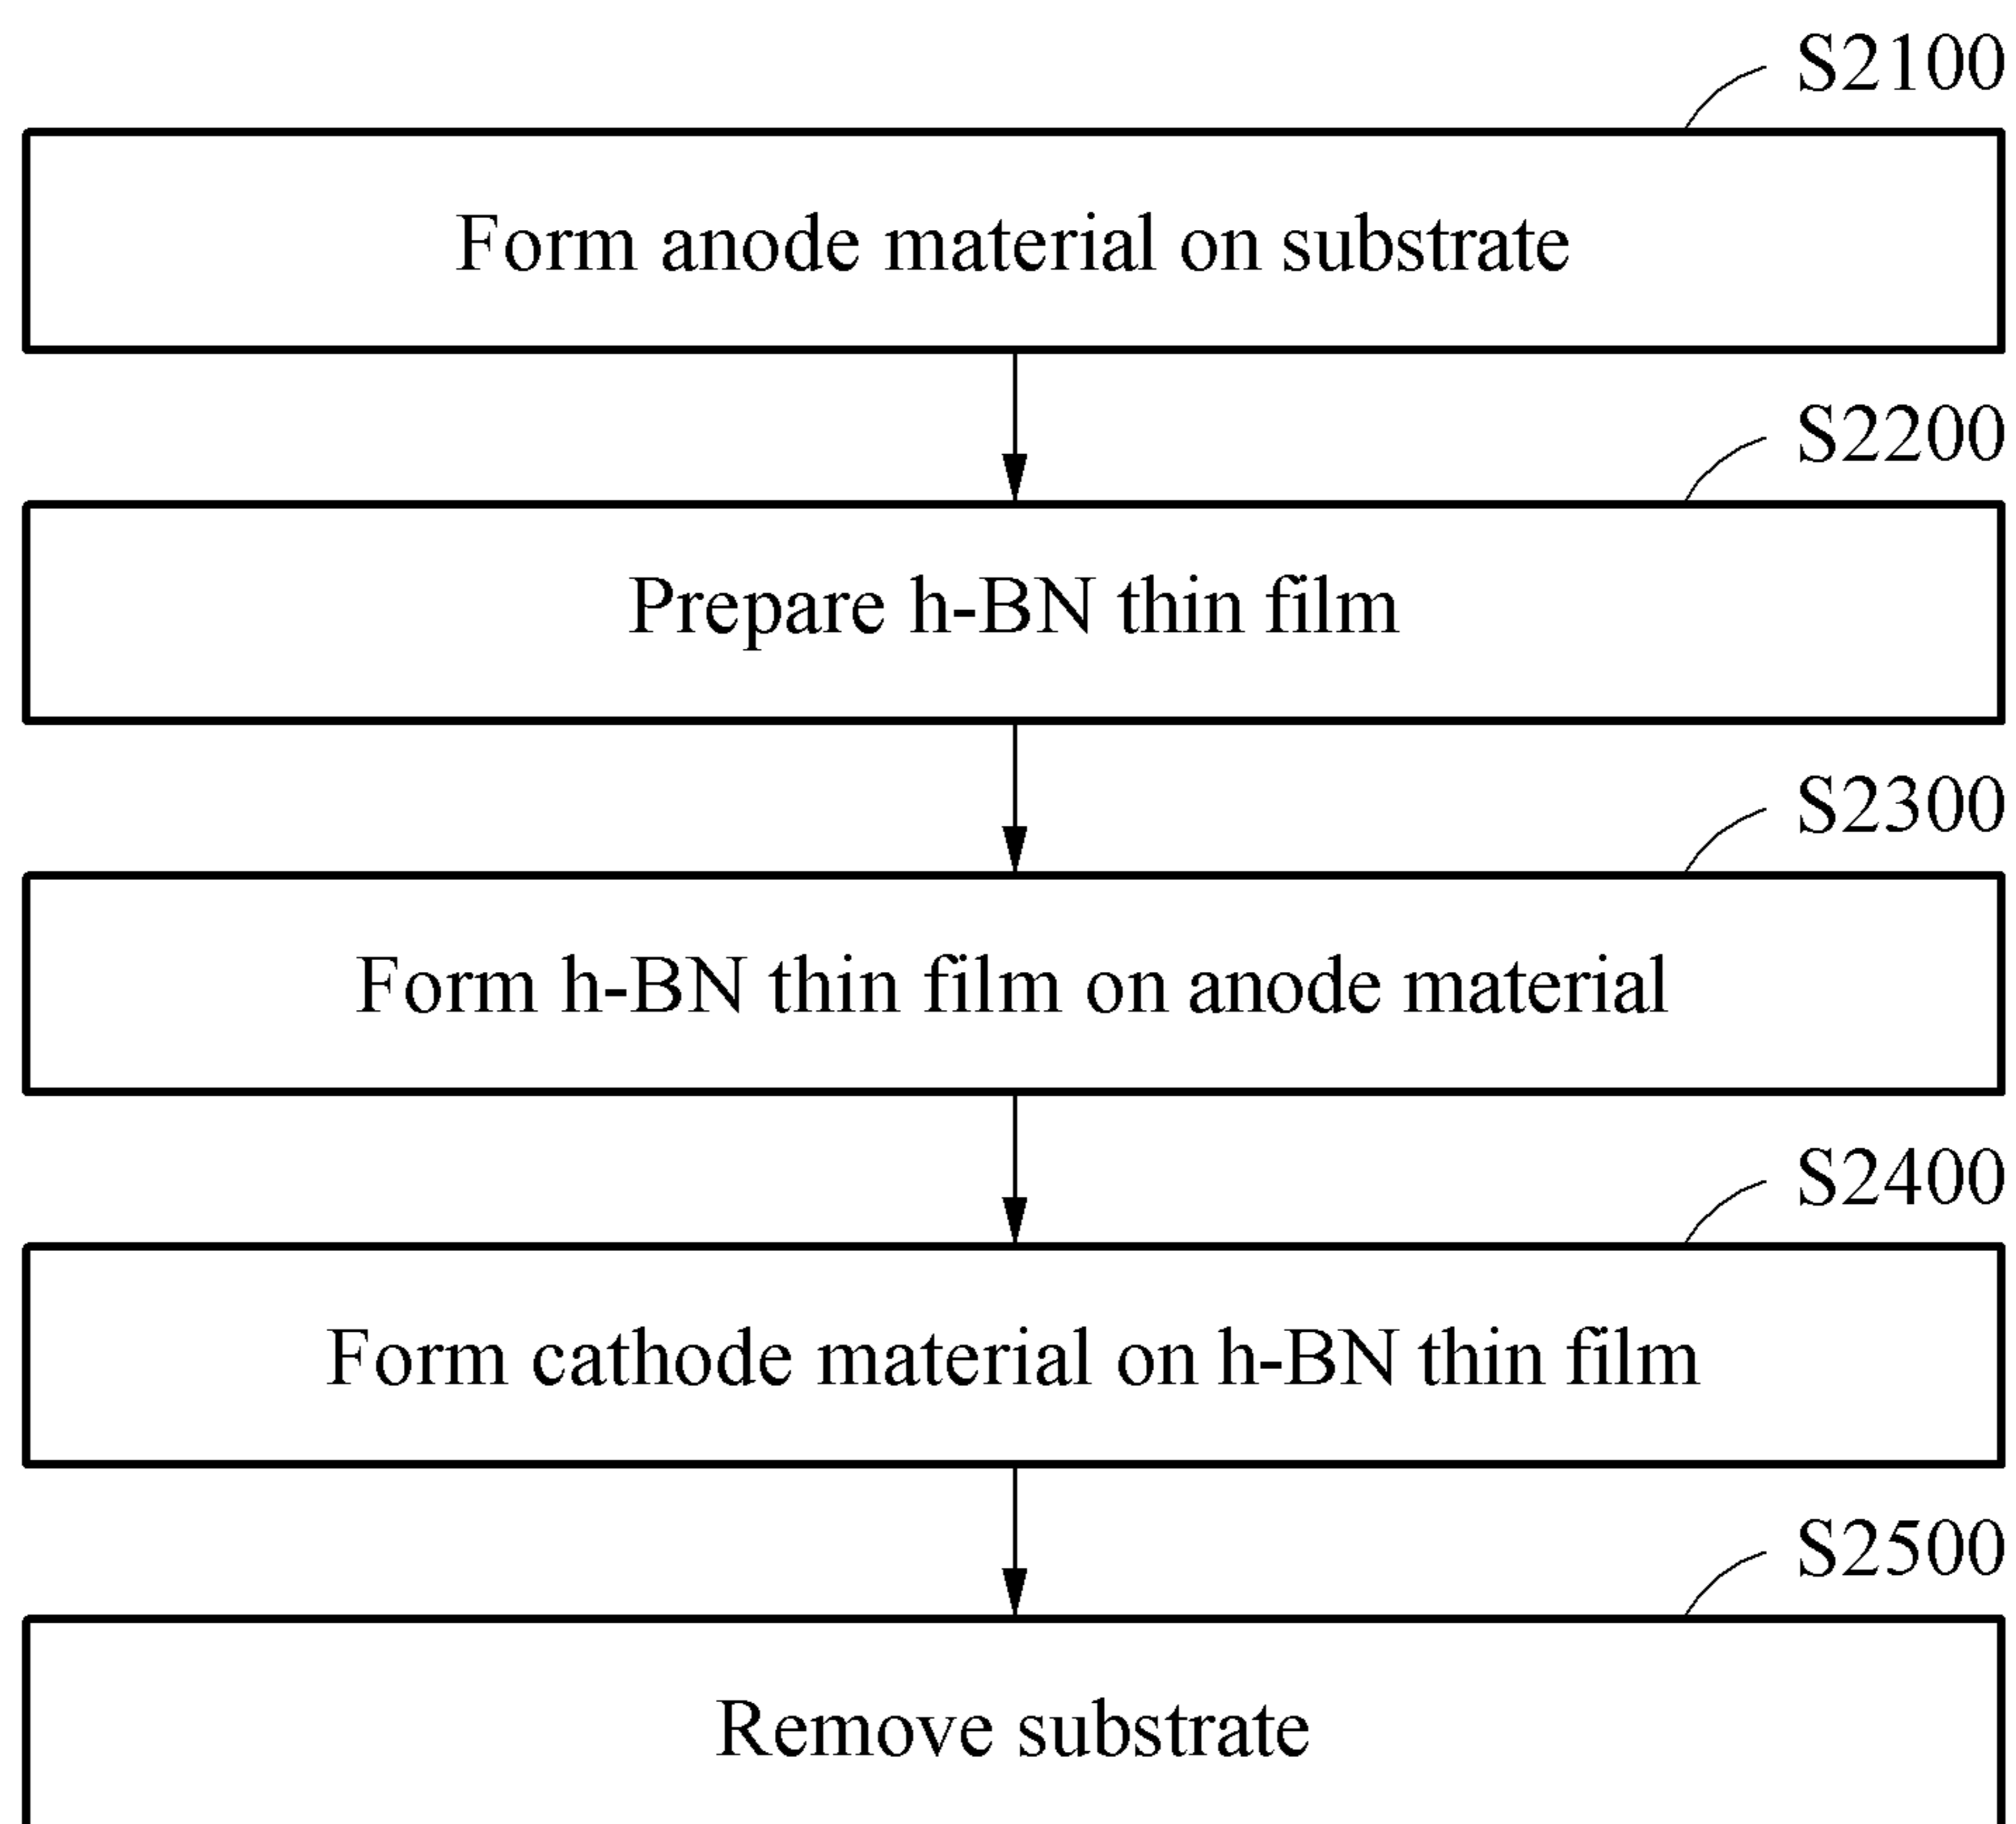 S2100
Form anode material on substrate
S2200
Prepare h-BN thin film
S2300
Form h-BN thin film on anode material
S2400
Form cathode material on h-BN thin film
S2500
Remove substrate